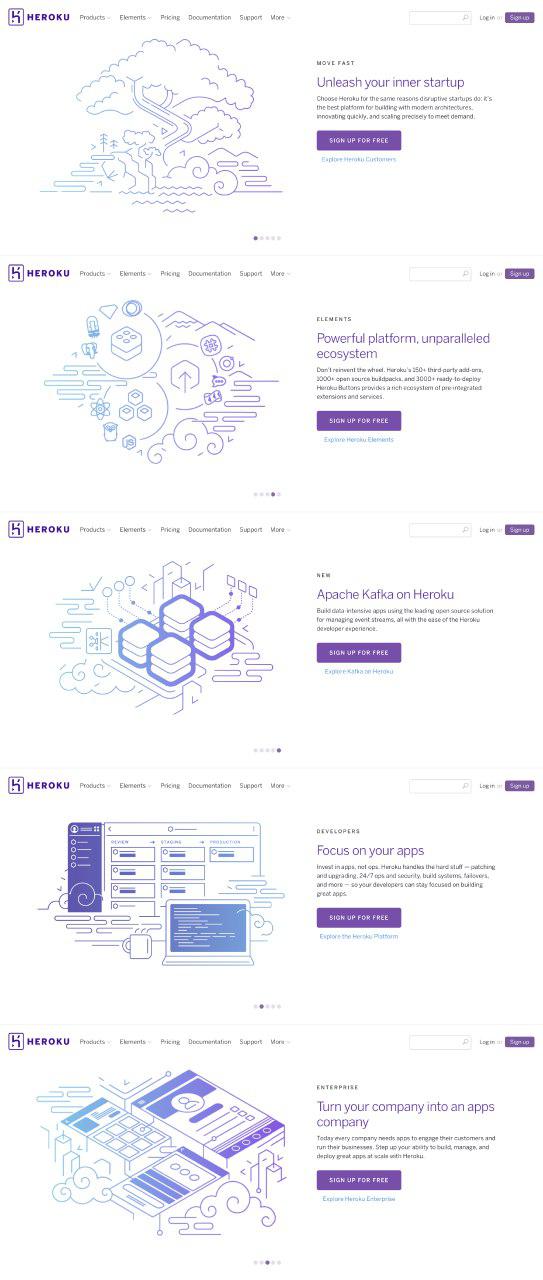 HEROKU Products Elements Pricing Documentation Support More Log in or Sign up
MOVE FAST
Unleash your inner startup
Choose Heroku for the same reasons disruptive startups do: it's
the best platform for building with modern architectures,
innovating quickly, and scaling precisely to meet demand.
SIGN UP FOR FREE
Explore Heroku Customers
HEROKU Products Elements Pricing Documentation Support More Log in or Sign up
ELEMENTS
Powerful platform, unparalleled
ecosystem
Don't reinvent the wheel. Heroku's 150+ third-party add-ons,
1000+ open source buildpacks, and 3000+ ready-to-deploy
Heroku Buttons provides a rich ecosystem of pre-integrated
extensions and services.
SIGN UP FOR FREE
Explore Heroku Elements
JS
HEROKU Products Elements Pricing Documentation Support More Log in or Sign up
NEW
Apache Kafka on Heroku
Build data-intensive apps using the leading open source solution
for managing event streams, all with the ease of the Heroku
developer experience.
SIGN UP FOR FREE
Explore Kafka on Heroku
HEROKU Products Elements Pricing Documentation Support More Log in or Sign up
REVIEW STAGING PRODUCTION
DEVELOPERS
Focus on your apps
Invest in apps, not ops. Heroku handles the hard stuff — patching
and upgrading, 24/7 ops and security, build systems, failovers,
and more — so your developers can stay focused on building
great apps.
SIGN UP FOR FREE
Explore the Heroku Platform
HEROKU Products Elements Pricing Documentation Support More Log in or Sign up
ENTERPRISE
Turn your company into an apps
company
Today every company needs apps to engage their customers and
run their businesses. Step up your ability to build, manage, and
deploy great apps at scale with Heroku.
SIGN UP FOR FREE
Explore Heroku Enterprise